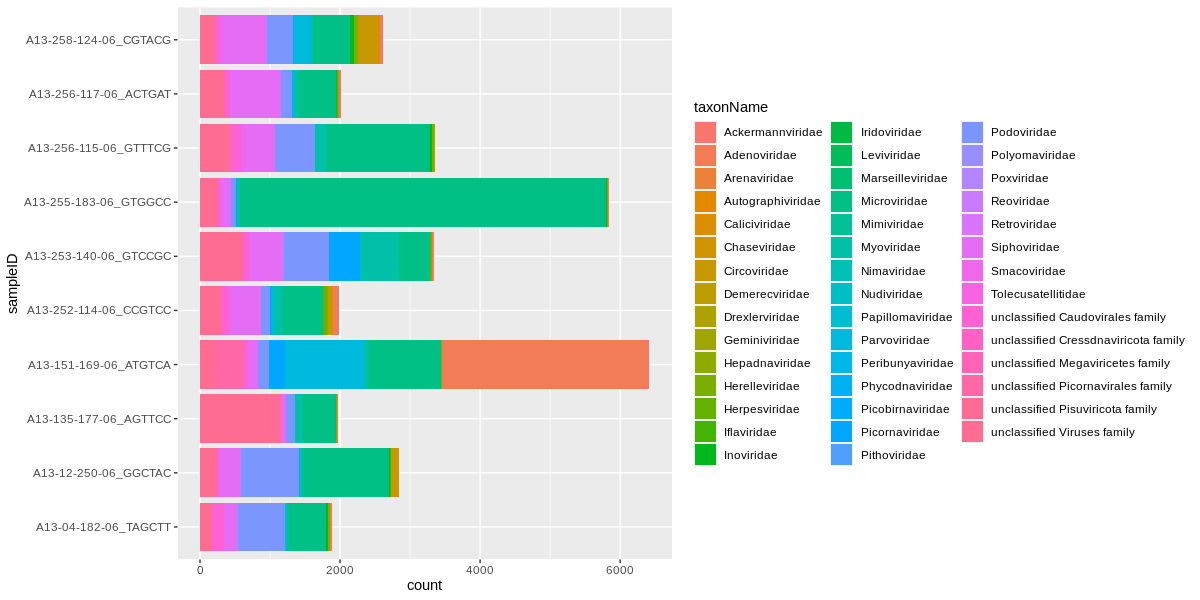 sampleID
A13-258-124-06_CGTACG
A13-256-117-06_ACTGAT
A13-256-115-06_GTTTCG
A13-255-183-06_GTGGCC
A13-253-140-06_GTCCGC
A13-252-114-06_CCGTCC
A13-151-169-06_ATGTCA
A13-135-177-06_AGTTCC
A13-12-250-06_GGCTAC
A13-04-182-06_TAGCTT
0 2000 4000 6000
count
taxonName
Ackermannviridae
Adenoviridae
Arenaviridae
Autographiviridae
Caliciviridae
Chaseviridae
Circoviridae
Demerecviridae
Drexlerviridae
Geminiviridae
Hepadnaviridae
Herelleviridae
Herpesviridae
Iflaviridae
Inoviridae
Iridoviridae
Leviviridae
Marseilleviridae
Microviridae
Mimiviridae
Myoviridae
Nimaviridae
Nudiviridae
Papillomaviridae
Parvoviridae
Peribunyaviridae
Phycodnaviridae
Picobirnaviridae
Picornaviridae
Pithoviridae
Podoviridae
Polyomaviridae
Poxviridae
Reoviridae
Retroviridae
Siphoviridae
Smacoviridae
Tolecusatellitidae
unclassified Caudovirales family
unclassified Cressdnaviricota family
unclassified Megaviricetes family
unclassified Picornavirales family
unclassified Pisuviricota family
unclassified Viruses family